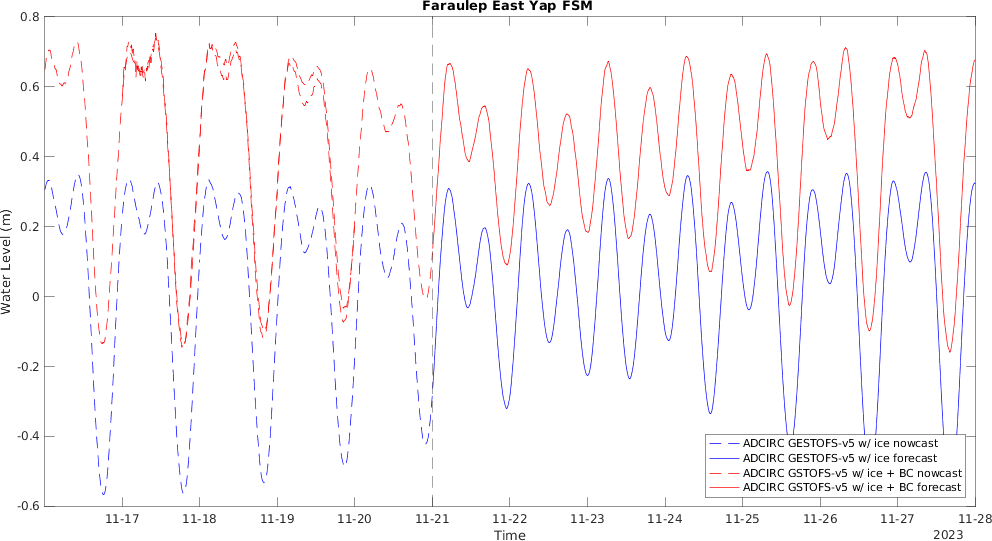 Faraulep East Yap FSM
Water Level (m)
0.8
0.6
0.4
0.2
0
-0.2
-0.4
-0.6
ADCIRC GESTOFS-v5 w/ ice nowcast
ADCIRC GESTOFS-v5 w/ ice forecast
ADCIRC GSTOFS-v5 w/ ice + BC nowcast
ADCIRC GSTOFS-v5 w/ ice + BC forecast
11-17 11-18 11-19 11-20 11-21 11-22 11-23 11-24 11-25 11-26 11-27 11-28
Time
2023